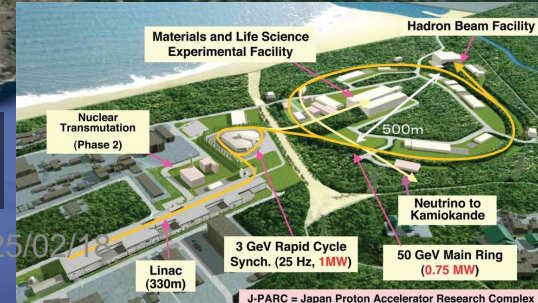 Hadron Beam Facility
Materials and Life Science
Experimental Facility
Nuclear
Transmutation
(Phase 2)
500m
Neutrino to
Kamiokande
3 GeV Rapid Cycle
Synch. (25 Hz, 1MW)
50 GeV Main Ring
(0.75 MW)
Linac
(330m)
25/02/18
J-PARC = Japan Proton Accelerator Research Complex